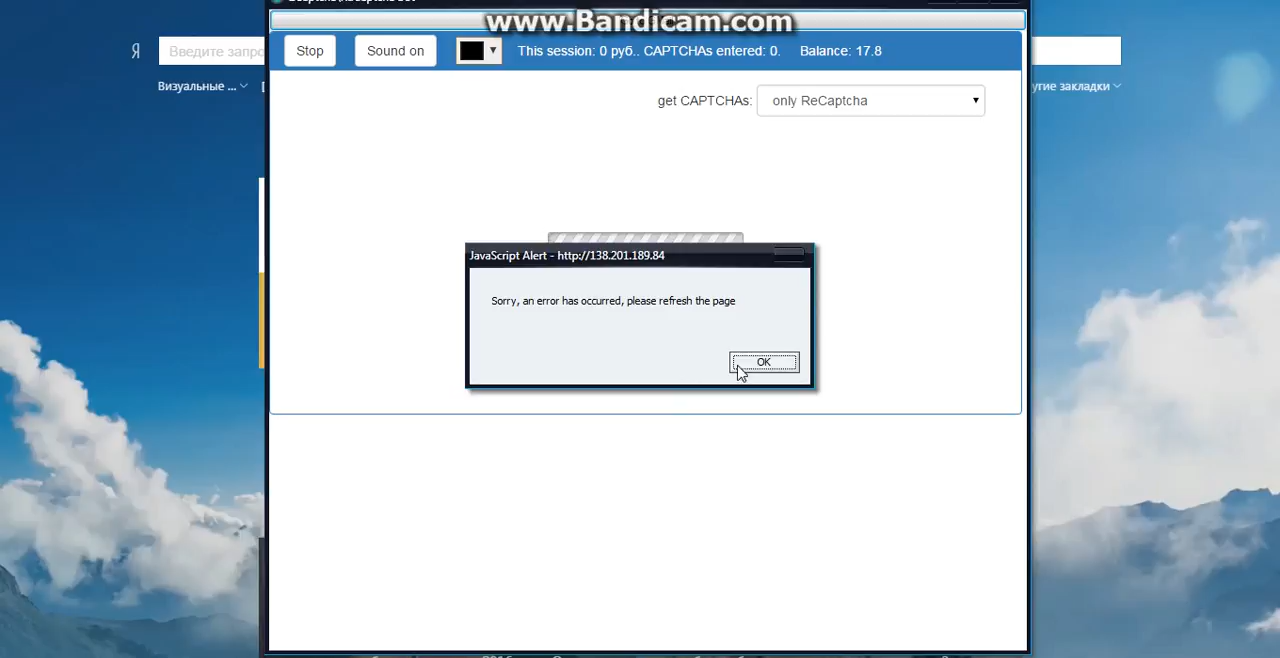 www.Bandicam.com
Stop
Sound on
This session: 0 руб.. CAPTCHAs entered: 0.
Balance: 17.8
Я
Введите запро
Визуальные ...
угие закладки
get CAPTCHAs:
only ReCaptcha
JavaScript Alert - http://138.201.189.84
Sorry, an error has occurred, please refresh the page
OK